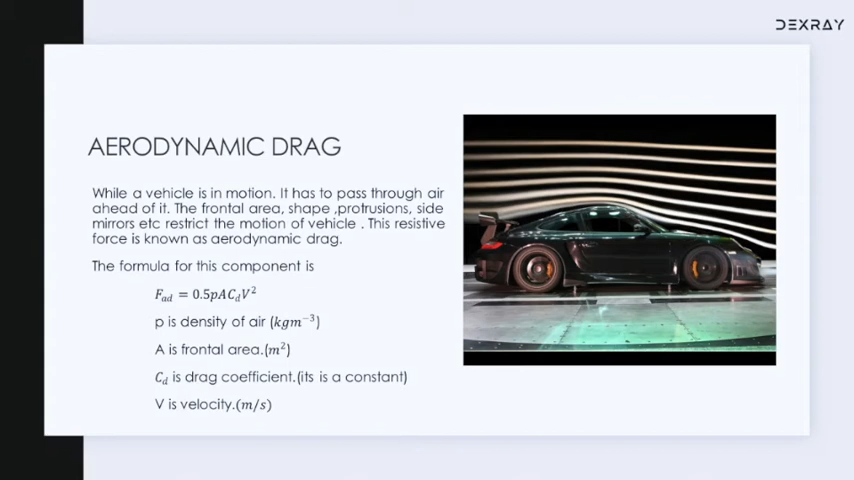 DEXRAY
AERODYNAMIC DRAG
While a vehicle is in motion. It has to pass through air
ahead of it. The frontal area, shape ,protrusions, side
mirrors etc restrict the motion of vehicle . This resistive
force is known as aerodynamic drag.
The formula for this component is
F_{ad} = 0.5pAC_dV^2
p is density of air (kgm^{-3})
A is frontal area.(m^2)
C_d is drag coefficient.(its is a constant)
V is velocity.(m/s)